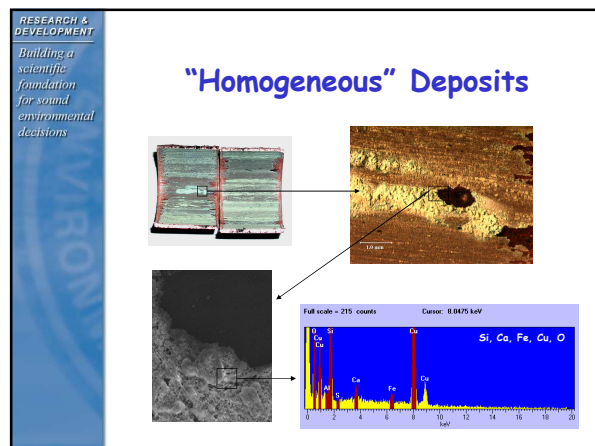 RESEARCH &
DEVELOPMENT
Building a
scientific
foundation
for sound
environmental
decisions
“Homogeneous” Deposits
1.0 mm
Full scale = 215 counts Cursor: 8.0475 keV
Si, Ca, Fe, Cu, O
O Si Cu
Cu
Cu
Al
S
Ca
Fe
Cu
0 2 4 6 8 10 12 14 16 18 20
keV